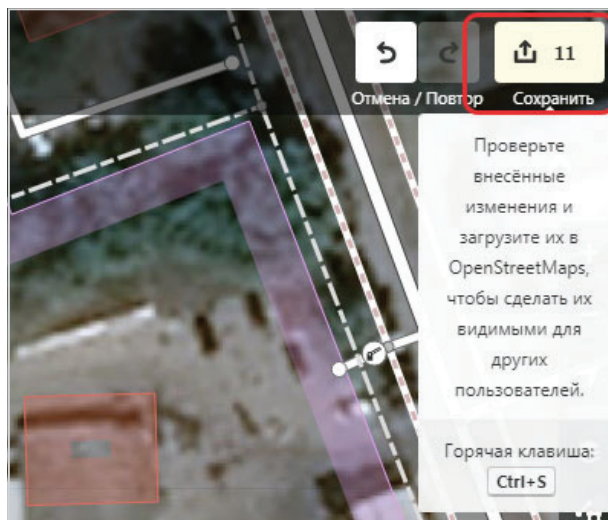 11
Отмена / Повтор
Сохранить
Проверьте
внесённые
изменения и
загрузите их в
OpenStreetMaps,
чтобы сделать их
видимыми для
других
пользователей.
Горячая клавиша:
Ctrl+S